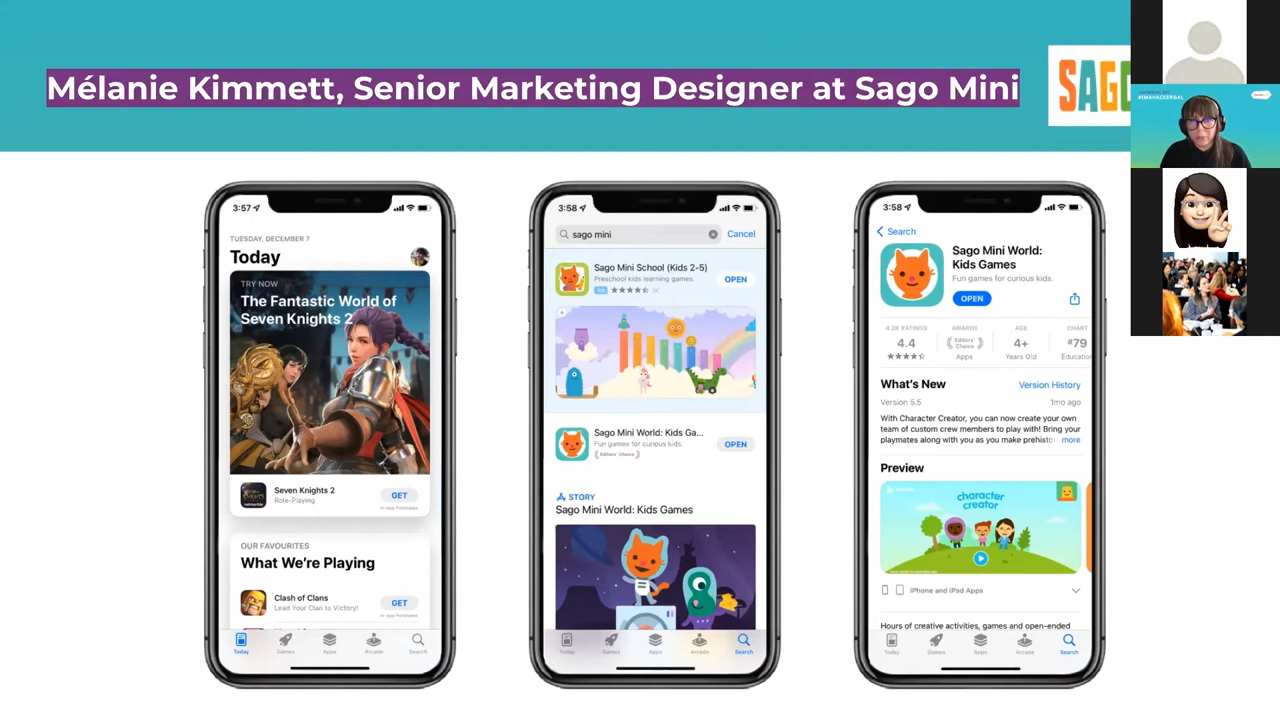 Mélanie Kimmett, Senior Marketing Designer at Sago Mini
SAGO
#IMAHACKERGAL
3:57
TUESDAY, DECEMBER 7
Today
TRY NOW
The Fantastic World of
Seven Knights 2
Seven Knights 2
Role-Playing
GET
In-App Purchases
OUR FAVOURITES
What We're Playing
Clash of Clans
Lead Your Clan to Victory!
GET
In-App Purchases
Today
Games
Apps
Arcade
Search
3:58
sago mini
Cancel
Sago Mini School (Kids 2-5)
Preschool kids learning games.
Ad
1K
OPEN
Sago Mini World: Kids Ga...
Fun games for curious kids.
Editors' Choice
OPEN
STORY
Sago Mini World: Kids Games
Today
Games
Apps
Arcade
Search
3:58
Search
Sago Mini World:
Kids Games
Fun games for curious kids.
OPEN
4.2K RATINGS
4.4
AWARDS
Editors' Choice
Apps
AGE
4+
Years Old
CHART
#79
Educatio
What's New
Version History
Version 5.5
1mo ago
With Character Creator, you can now create your own
team of custom crew members to play with! Bring your
playmates along with you as you make prehisto
more
Preview
character
creator
iPhone and iPad Apps
Hours of creative activities, games and open-ended
Today
Games
Apps
Arcade
Search